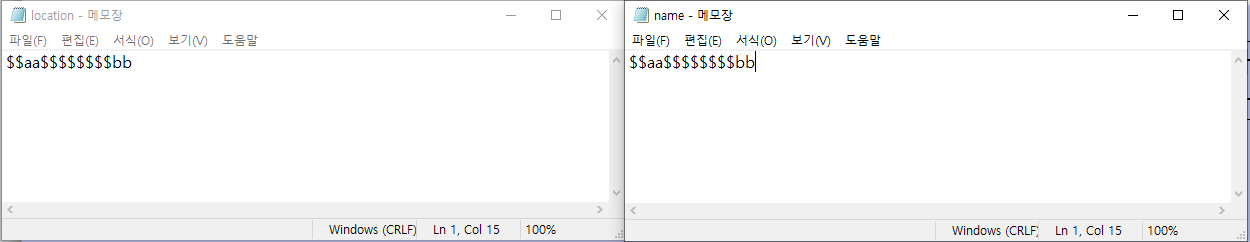 location - 메모장
파일(F) 편집(E) 서식(O) 보기(V) 도움말
$$aa$$$$$$$$bb
Windows (CRLF) Ln 1, Col 15 100%
name - 메모장
파일(F) 편집(E) 서식(O) 보기(V) 도움말
$$aa$$$$$$$$bb
Windows (CRLF) Ln 1, Col 15 100%